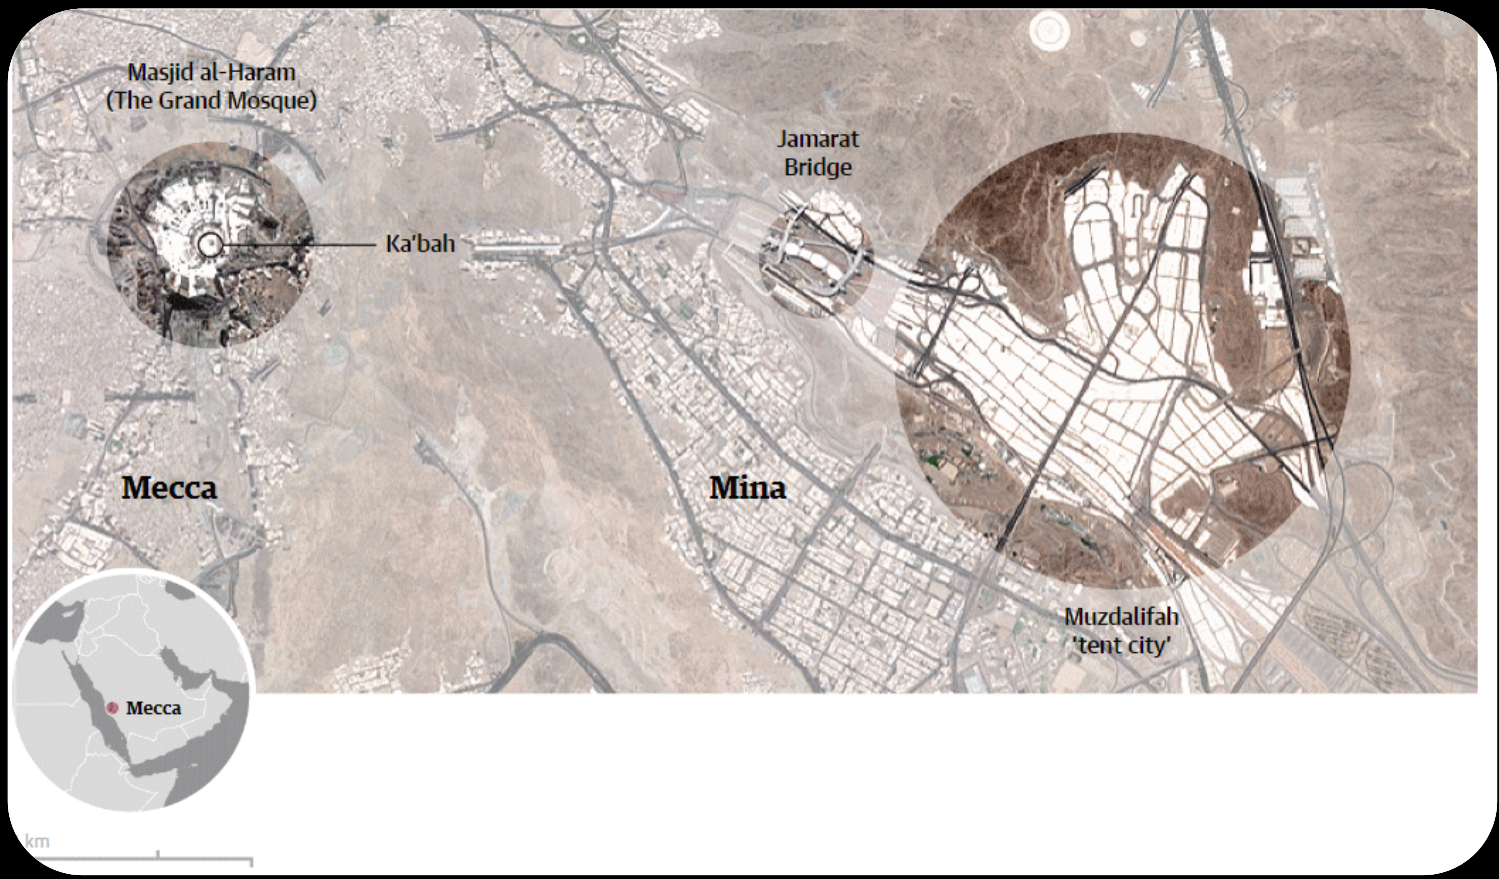 Masjid al-Haram
(The Grand Mosque)
Jamarat
Bridge
Ka'bah
Mecca
Mina
Muzdalifah
'tent city'
Mecca
km